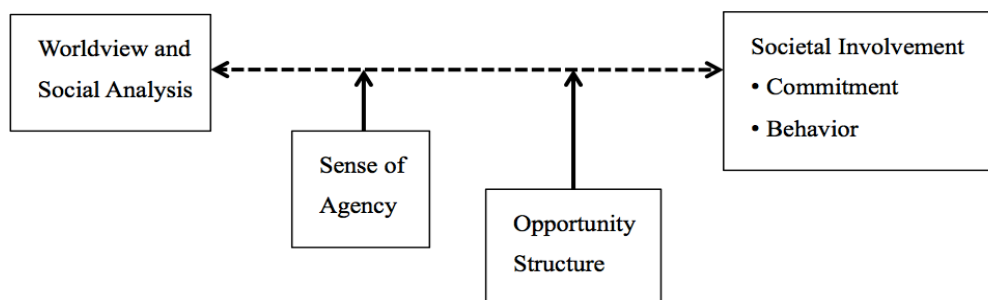 Worldview and
Social Analysis
Societal Involvement
• Commitment
• Behavior
Sense of
Agency
Opportunity
Structure